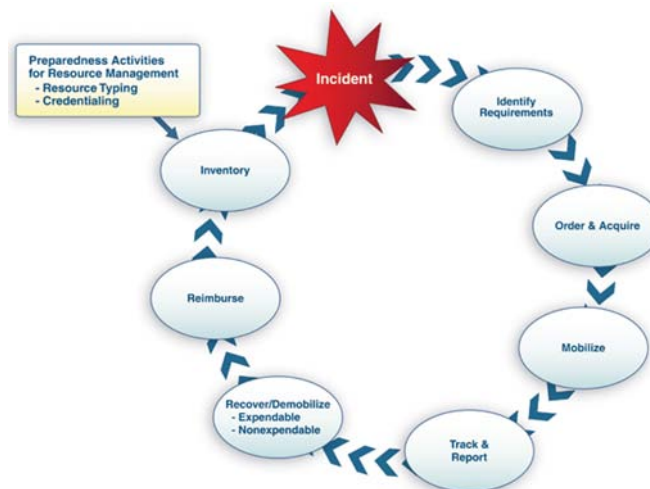 Preparedness Activities
for Resource Management
- Resource Typing
- Credentialing
Incident
Identify
Requirements
Order & Acquire
Mobilize
Track &
Report
Recover/Demobilize
- Expendable
- Nonexpendable
Reimburse
Inventory